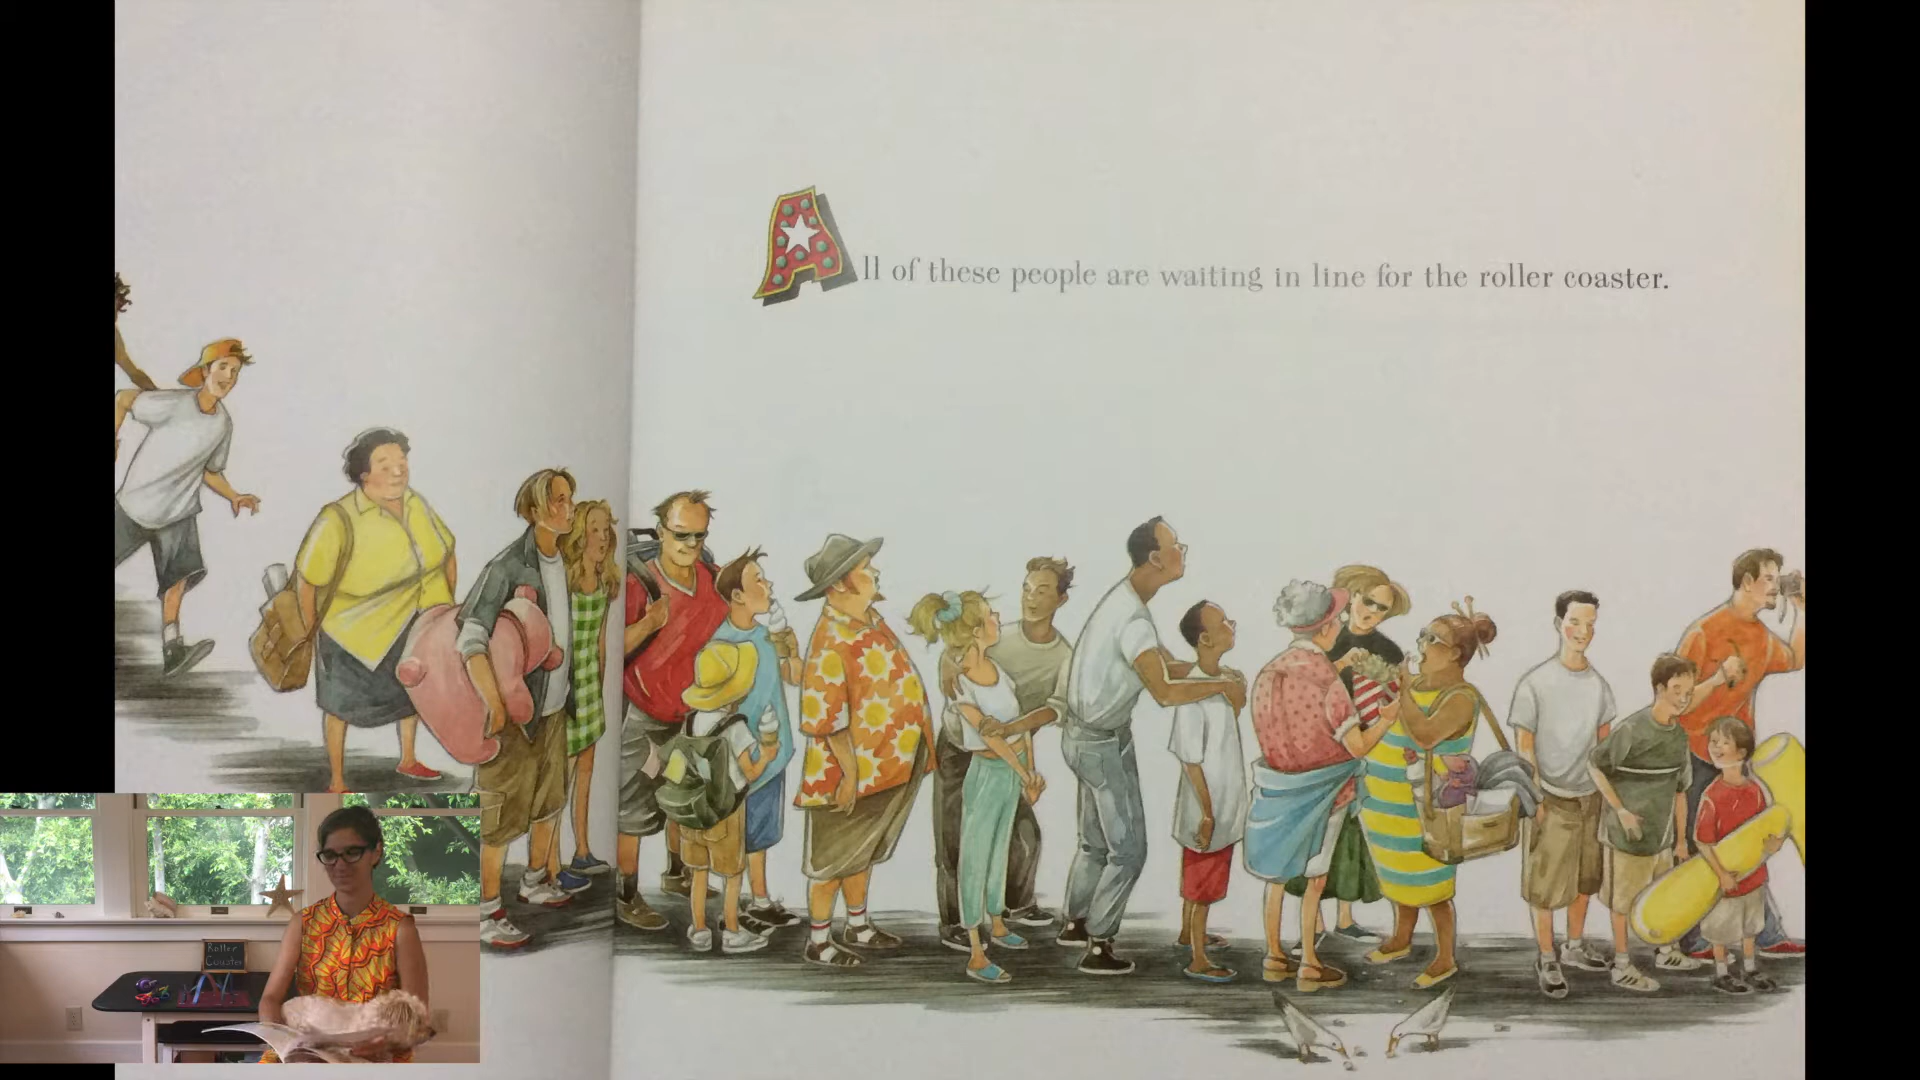 All of these people are waiting in line for the roller coaster.
Roller
Coaster